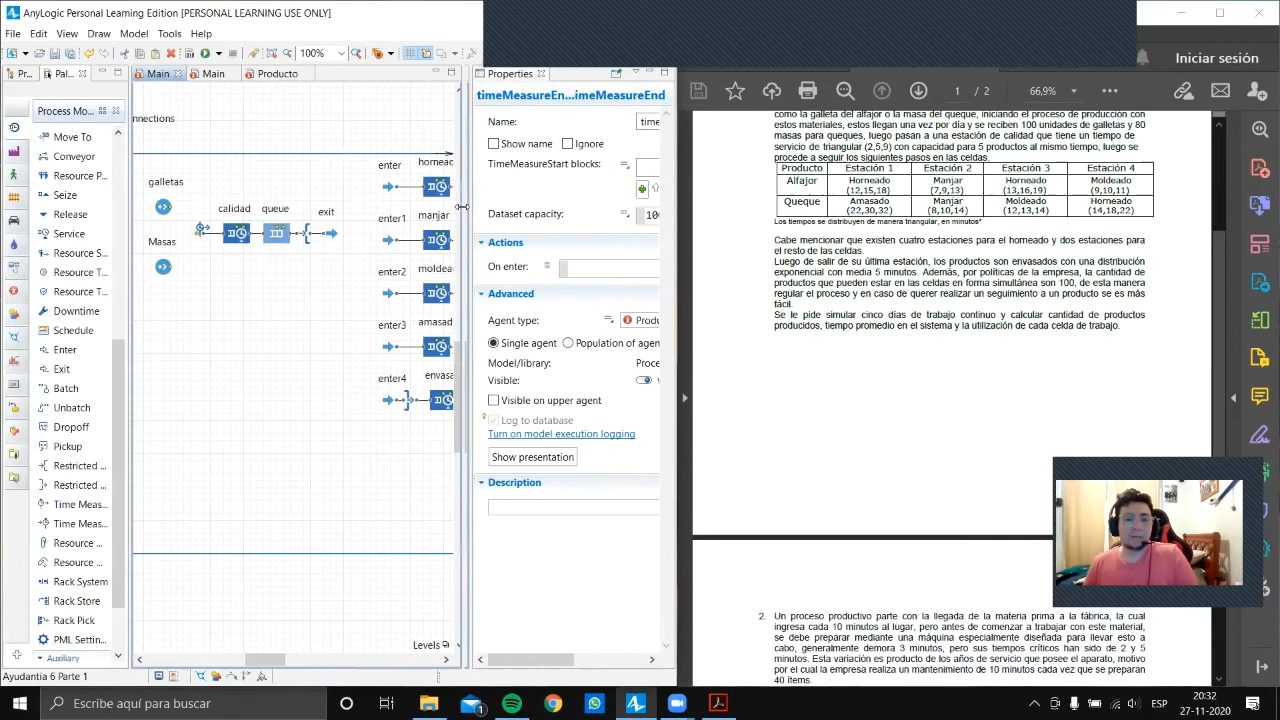 AnyLogic Personal Learning Edition [PERSONAL LEARNING USE ONLY]
File Edit View Draw Model Tools Help
100%
Pr... Pal... Main Main Producto
Process Mo...
Move To
Conveyor
Resource P...
Seize
Release
Service
Resource S...
Resource T...
Resource T...
Downtime
Schedule
Enter
Exit
Batch
Unbatch
Dropoff
Pickup
Restricted ...
Restricted ...
Time Meas...
Time Meas...
Resource ...
Resource ...
Rack System
Rack Store
Rack Pick
PML Settin...
Auxiliary
nnections
galletas
Masas
calidad queue exit
enter hornead
enter1 manjar
enter2 moldea
enter3 amasad
enter4 envasa
Levels
Properties
timeMeasureEn...imeMeasureEnd
Name: time
Show name Ignore
TimeMeasureStart blocks:
Dataset capacity: 100
Actions
On enter:
Advanced
Agent type: Produ
Single agent Population of agen
Model/library: Proce
Visible:
Visible on upper agent
Log to database
Turn on model execution logging
Show presentation
Description
Ayudantia 6 Parte 1
Iniciar sesión
1 / 2 66,9%
como la galleta del alfajor o la masa del queque, iniciando el proceso de producción con
estos materiales, estos llegan una vez por día y se reciben 100 unidades de galletas y 80
masas para queques, luego pasan a una estación de calidad que tiene un tiempo de
servicio de triangular (2,5,9) con capacidad para 5 productos al mismo tiempo, luego se
procede a seguir los siguientes pasos en las celdas.
Producto Estación 1 Estación 2 Estación 3 Estación 4
Alfajor Horneado (12,15,18) Manjar (7,9,13) Horneado (13,16,19) Moldeado (9,10,11)
Queque Amasado (22,30,32) Manjar (8,10,14) Moldeado (12,13,14) Horneado (14,18,22)
Los tiempos se distribuyen de manera triangular, en minutos*
Cabe mencionar que existen cuatro estaciones para el horneado y dos estaciones para
el resto de las celdas.
Luego de salir de su última estación, los productos son envasados con una distribución
exponencial con media 5 minutos. Además, por políticas de la empresa, la cantidad de
productos que pueden estar en las celdas en forma simultánea son 100, de esta manera
regular el proceso y en caso de querer realizar un seguimiento a un producto se es más
fácil.
Se le pide simular cinco días de trabajo continuo y calcular cantidad de productos
producidos, tiempo promedio en el sistema y la utilización de cada celda de trabajo.
2. Un proceso productivo parte con la llegada de la materia prima a la fábrica, la cual
ingresa cada 10 minutos al lugar, pero antes de comenzar a trabajar con este material,
se debe preparar mediante una máquina especialmente diseñada para llevar esto a
cabo, generalmente demora 3 minutos, pero sus tiempos críticos han sido de 2 y 5
minutos. Esta variación es producto de los años de servicio que posee el aparato, motivo
por el cual la empresa realiza un mantenimiento de 10 minutos cada vez que se preparan
40 ítems.
Escribe aquí para buscar
1
ESP
20:32
27-11-2020